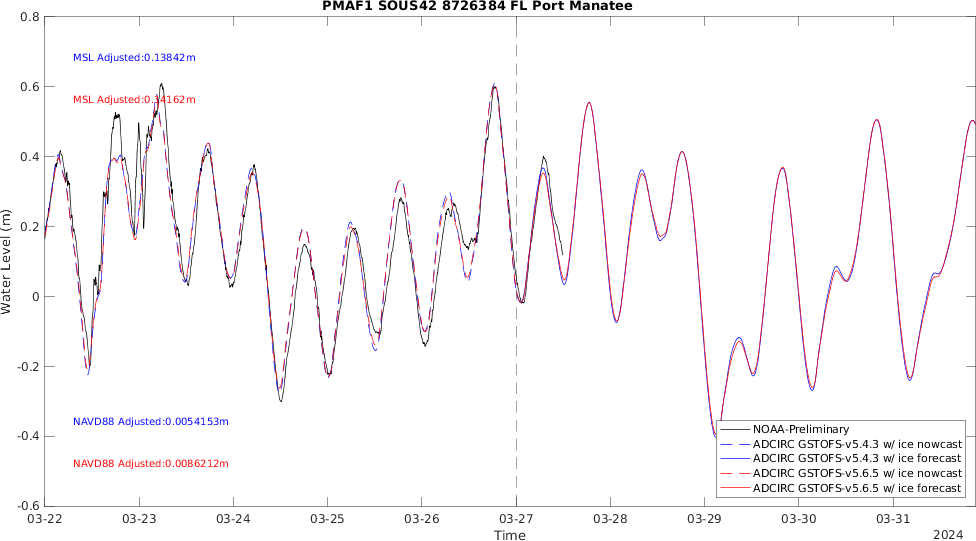 PMAF1 SOUS42 8726384 FL Port Manatee
0.8
0.6
0.4
0.2
0
-0.2
-0.4
-0.6
Water Level (m)
MSL Adjusted:0.13842m
MSL Adjusted:0.14162m
NAVD88 Adjusted:0.0054153m
NAVD88 Adjusted:0.0086212m
NOAA-Preliminary
ADCIRC GSTOFS-v5.4.3 w/ ice nowcast
ADCIRC GSTOFS-v5.4.3 w/ ice forecast
ADCIRC GSTOFS-v5.6.5 w/ ice nowcast
ADCIRC GSTOFS-v5.6.5 w/ ice forecast
03-22 03-23 03-24 03-25 03-26 03-27 03-28 03-29 03-30 03-31
Time
2024